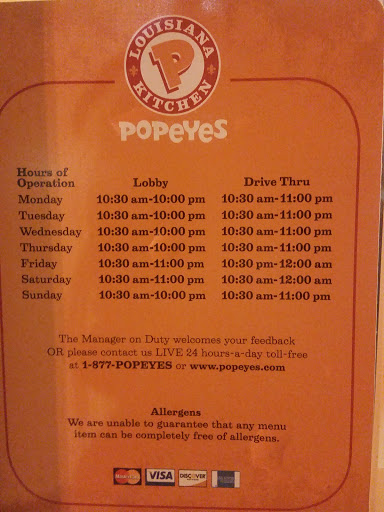 LOUISIANA
KITCHEN
POPEYES
Hours of
Operation Lobby Drive Thru
Monday 10:30 am-10:00 pm 10:30 am-11:00 pm
Tuesday 10:30 am-10:00 pm 10:30 am-11:00 pm
Wednesday 10:30 am-10:00 pm 10:30 am-11:00 pm
Thursday 10:30 am-10:00 pm 10:30 am-11:00 pm
Friday 10:30 am-11:00 pm 10:30 pm-12:00 am
Saturday 10:30 am-11:00 pm 10:30 am-12:00 am
Sunday 10:30 am-10:00 pm 10:30 am-11:00 pm
The Manager on Duty welcomes your feedback
OR please contact us LIVE 24 hours-a-day toll-free
at 1-877-POPEYES or www.popeyes.com
Allergens
We are unable to guarantee that any menu
item can be completely free of allergens.
MasterCard VISA DISCOVER